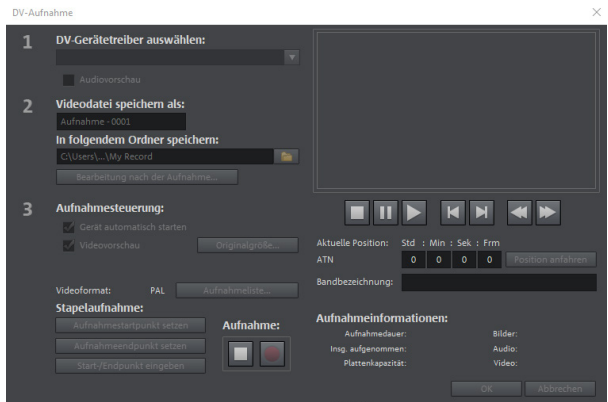 DV-Aufnahme
1 DV-Gerätetreiber auswählen:
Audiovorschau
2 Videodatei speichern als:
Aufnahme - 0001
In folgendem Ordner speichern:
C:\Users\...\My Record
Bearbeitung nach der Aufnahme...
3 Aufnahmesteuerung:
Gerät automatisch starten
Videovorschau Originalgröße...
Videoformat: PAL Aufnahmeliste...
Stapelaufnahme:
Aufnahmestartpunkt setzen
Aufnahmeendpunkt setzen
Start-/Endpunkt eingeben
Aufnahme:
Aktuelle Position: Std : Min : Sek : Frm
ATN 0 0 0 0 Position anfahren
Bandbezeichnung:
Aufnahmeinformationen:
Aufnahmedauer: Bilder:
Insg. aufgenommen: Audio:
Plattenkapazität: Video:
OK Abbrechen